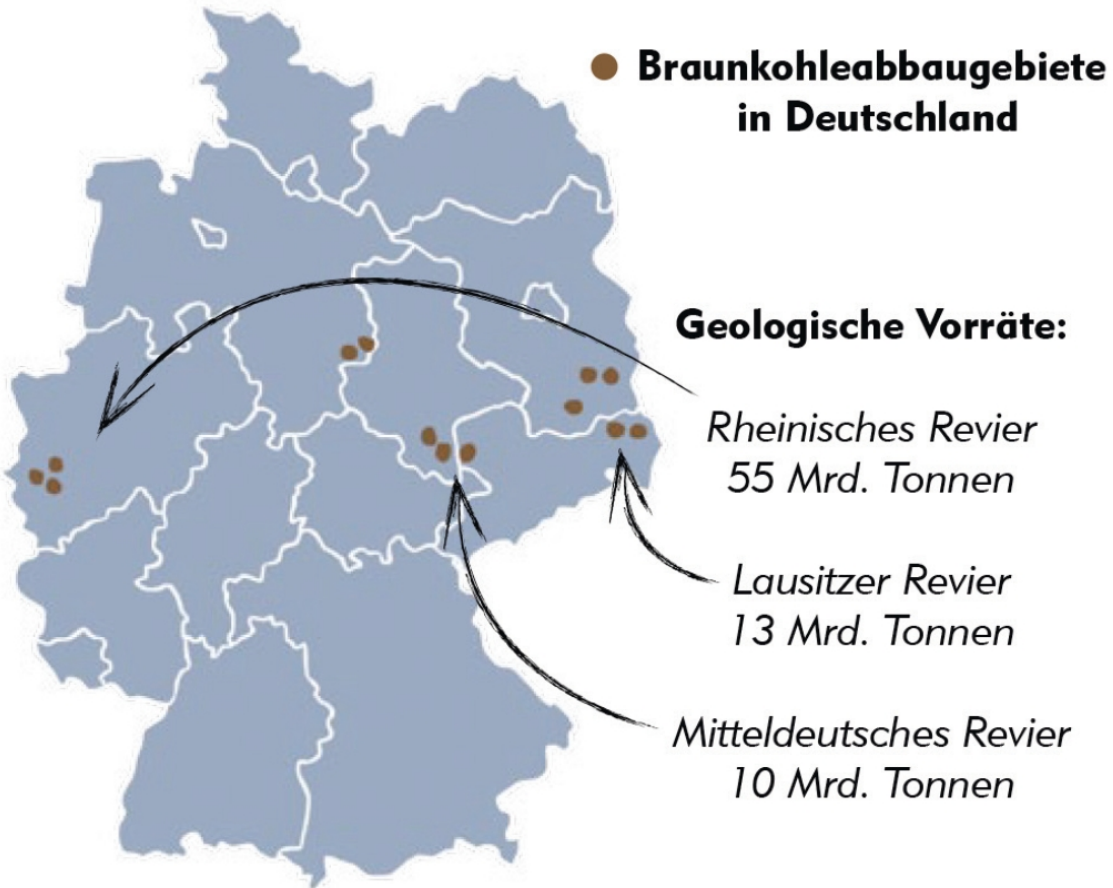 Braunkohleabbaugebiete
in Deutschland
Geologische Vorräte:
Rheinisches Revier
55 Mrd. Tonnen
Lausitzer Revier
13 Mrd. Tonnen
Mitteldeutsches Revier
10 Mrd. Tonnen